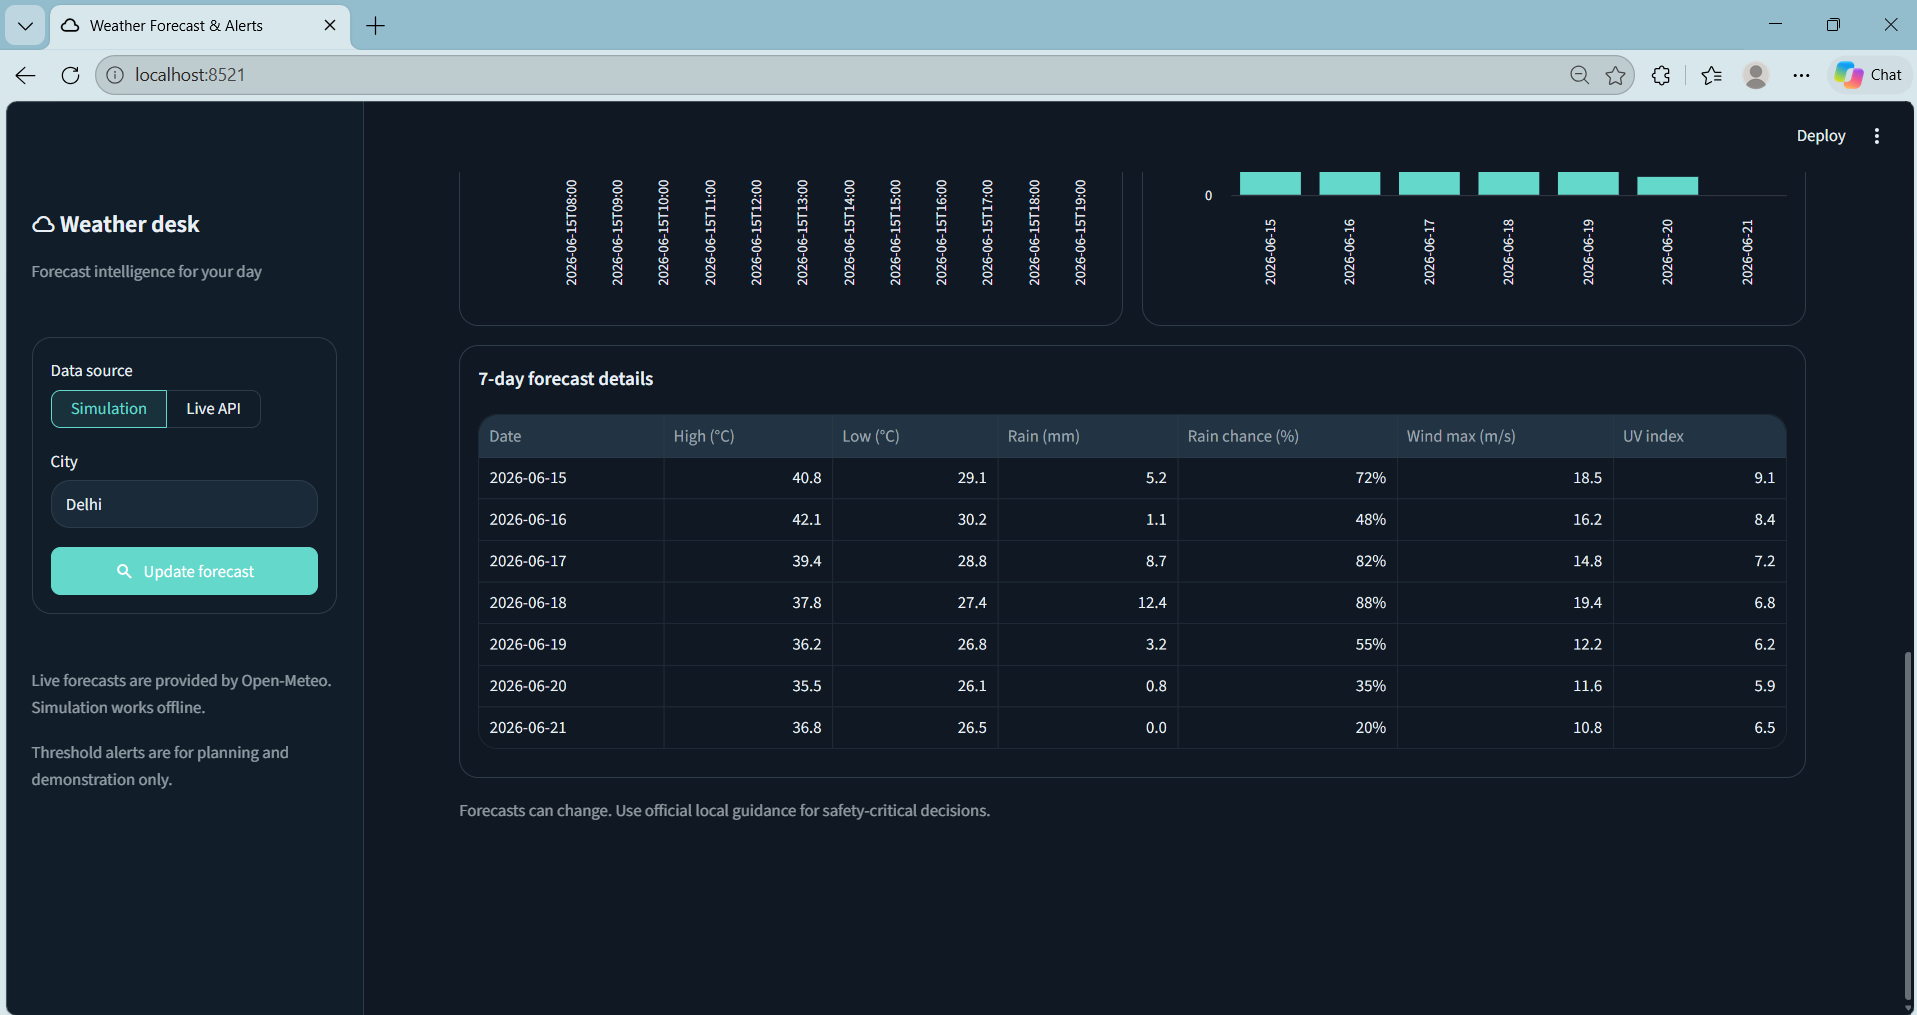 Weather Forecast & Alerts
localhost:8521
Chat
Deploy
Weather desk
Forecast intelligence for your day
Data source
Simulation Live API
City
Delhi
Update forecast
Live forecasts are provided by Open-Meteo.
Simulation works offline.
Threshold alerts are for planning and
demonstration only.
2026-06-15T08:00
2026-06-15T09:00
2026-06-15T10:00
2026-06-15T11:00
2026-06-15T12:00
2026-06-15T13:00
2026-06-15T14:00
2026-06-15T15:00
2026-06-15T16:00
2026-06-15T17:00
2026-06-15T18:00
2026-06-15T19:00
0
2026-06-15
2026-06-16
2026-06-17
2026-06-18
2026-06-19
2026-06-20
2026-06-21
7-day forecast details
Date High (°C) Low (°C) Rain (mm) Rain chance (%) Wind max (m/s) UV index
2026-06-15 40.8 29.1 5.2 72% 18.5 9.1
2026-06-16 42.1 30.2 1.1 48% 16.2 8.4
2026-06-17 39.4 28.8 8.7 82% 14.8 7.2
2026-06-18 37.8 27.4 12.4 88% 19.4 6.8
2026-06-19 36.2 26.8 3.2 55% 12.2 6.2
2026-06-20 35.5 26.1 0.8 35% 11.6 5.9
2026-06-21 36.8 26.5 0.0 20% 10.8 6.5
Forecasts can change. Use official local guidance for safety-critical decisions.